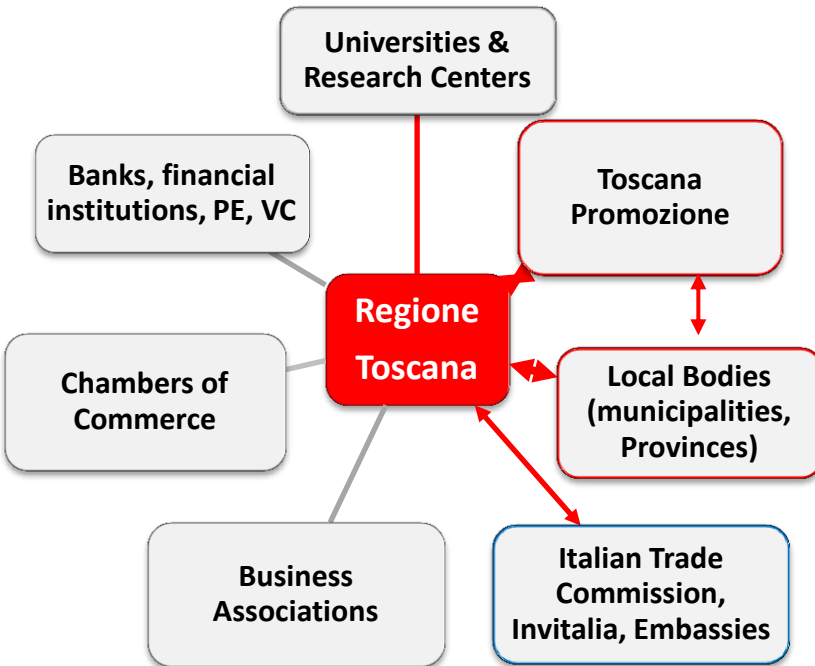 Universities &
Research Centers
Banks, financial
institutions, PE, VC
Toscana
Promozione
Regione
Toscana
Chambers of
Commerce
Local Bodies
(municipalities,
Provinces)
Business
Associations
Italian Trade
Commission,
Invitalia, Embassies